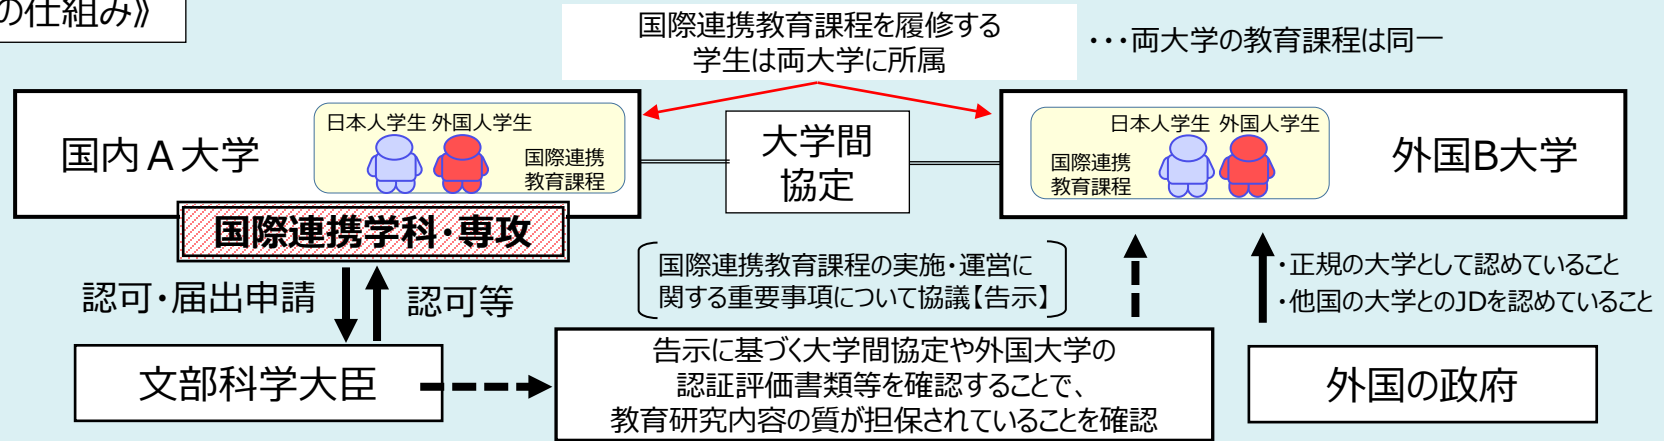 の仕組み》
国際連携教育課程を履修する
学生は両大学に所属
・・・両大学の教育課程は同一
国内A大学
日本人学生 外国人学生
国際連携
教育課程
国際連携学科・専攻
大学間
協定
日本人学生 外国人学生
国際連携
教育課程
外国B大学
認可・届出申請
認可等
国際連携教育課程の実施・運営に
関する重要事項について協議【告示】
・正規の大学として認めていること
・他国の大学とのJDを認めていること
文部科学大臣
告示に基づく大学間協定や外国大学の
認証評価書類等を確認することで、
教育研究内容の質が担保されていることを確認
外国の政府